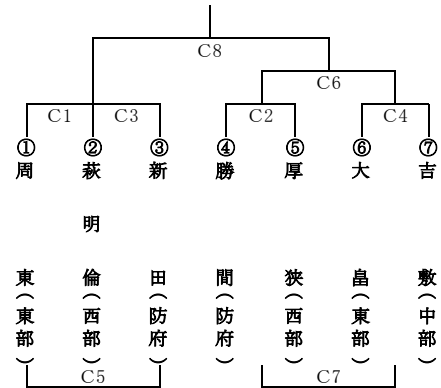 C8
C6
C1 C3 C2 C4
①周東（東部）
②萩明倫（西部）
③新田（防府）
④勝間（防府）
⑤厚狭（西部）
⑥大畠（東部）
⑦吉敷（中部）
C5 C7